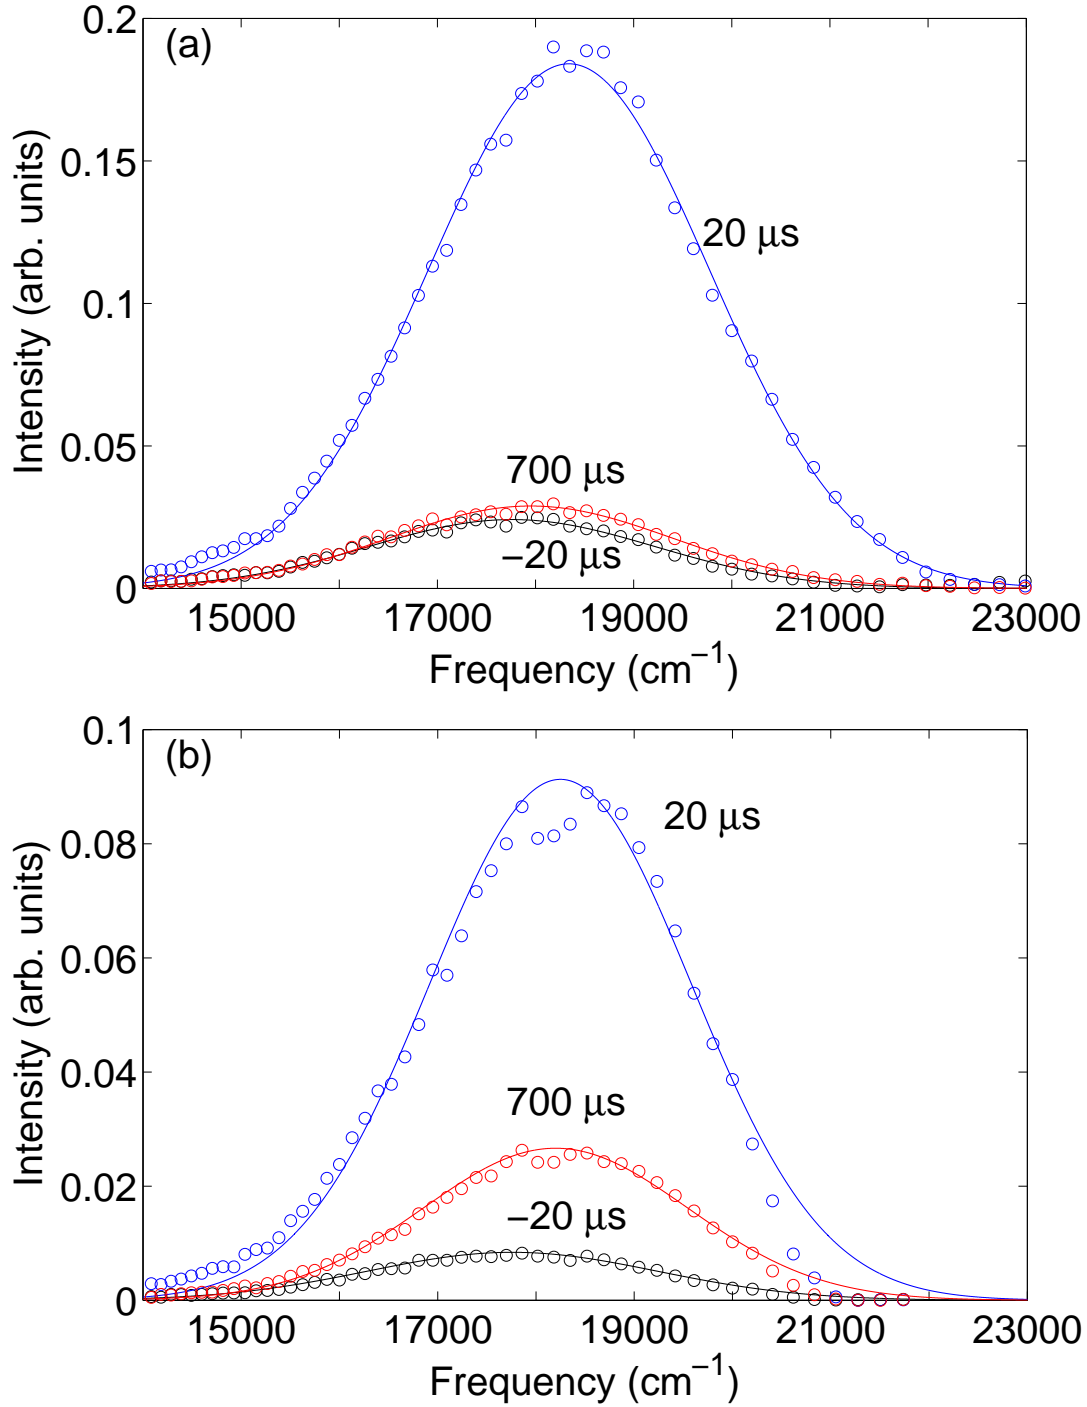 (a)
0.2
0.15
0.1
0.05
0
Intensity (arb. units)
20 μs
700 μs
−20 μs
15000 17000 19000 21000 23000
Frequency (cm⁻¹)
(b)
0.1
0.08
0.06
0.04
0.02
0
Intensity (arb. units)
20 μs
700 μs
−20 μs
15000 17000 19000 21000 23000
Frequency (cm⁻¹)